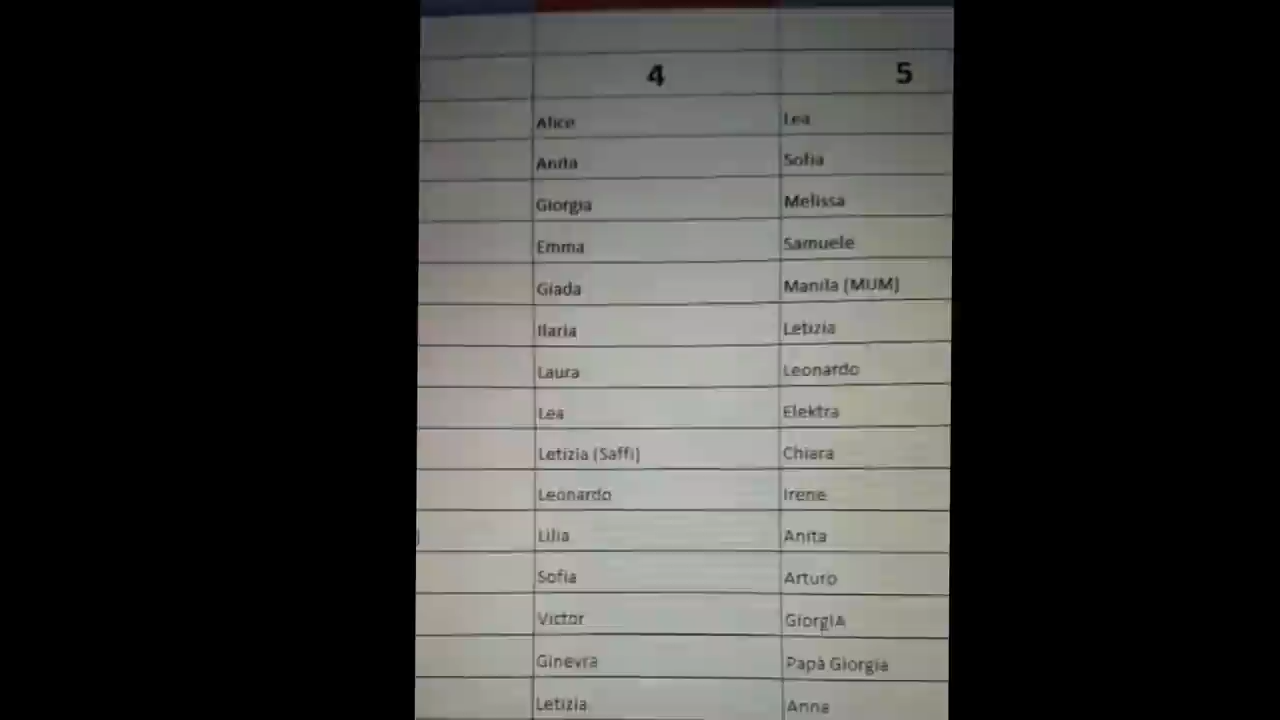 4 5
Alice Lea
Anita Sofia
Giorgia Melissa
Emma Samuele
Giada Manila (MUM)
Ilaria Letizia
Laura Leonardo
Lea Elektra
Letizia (Saffi) Chiara
Leonardo Irene
Lilia Anita
Sofia Arturo
Victor GiorgIA
Ginevra Papà Giorgia
Letizia Anna